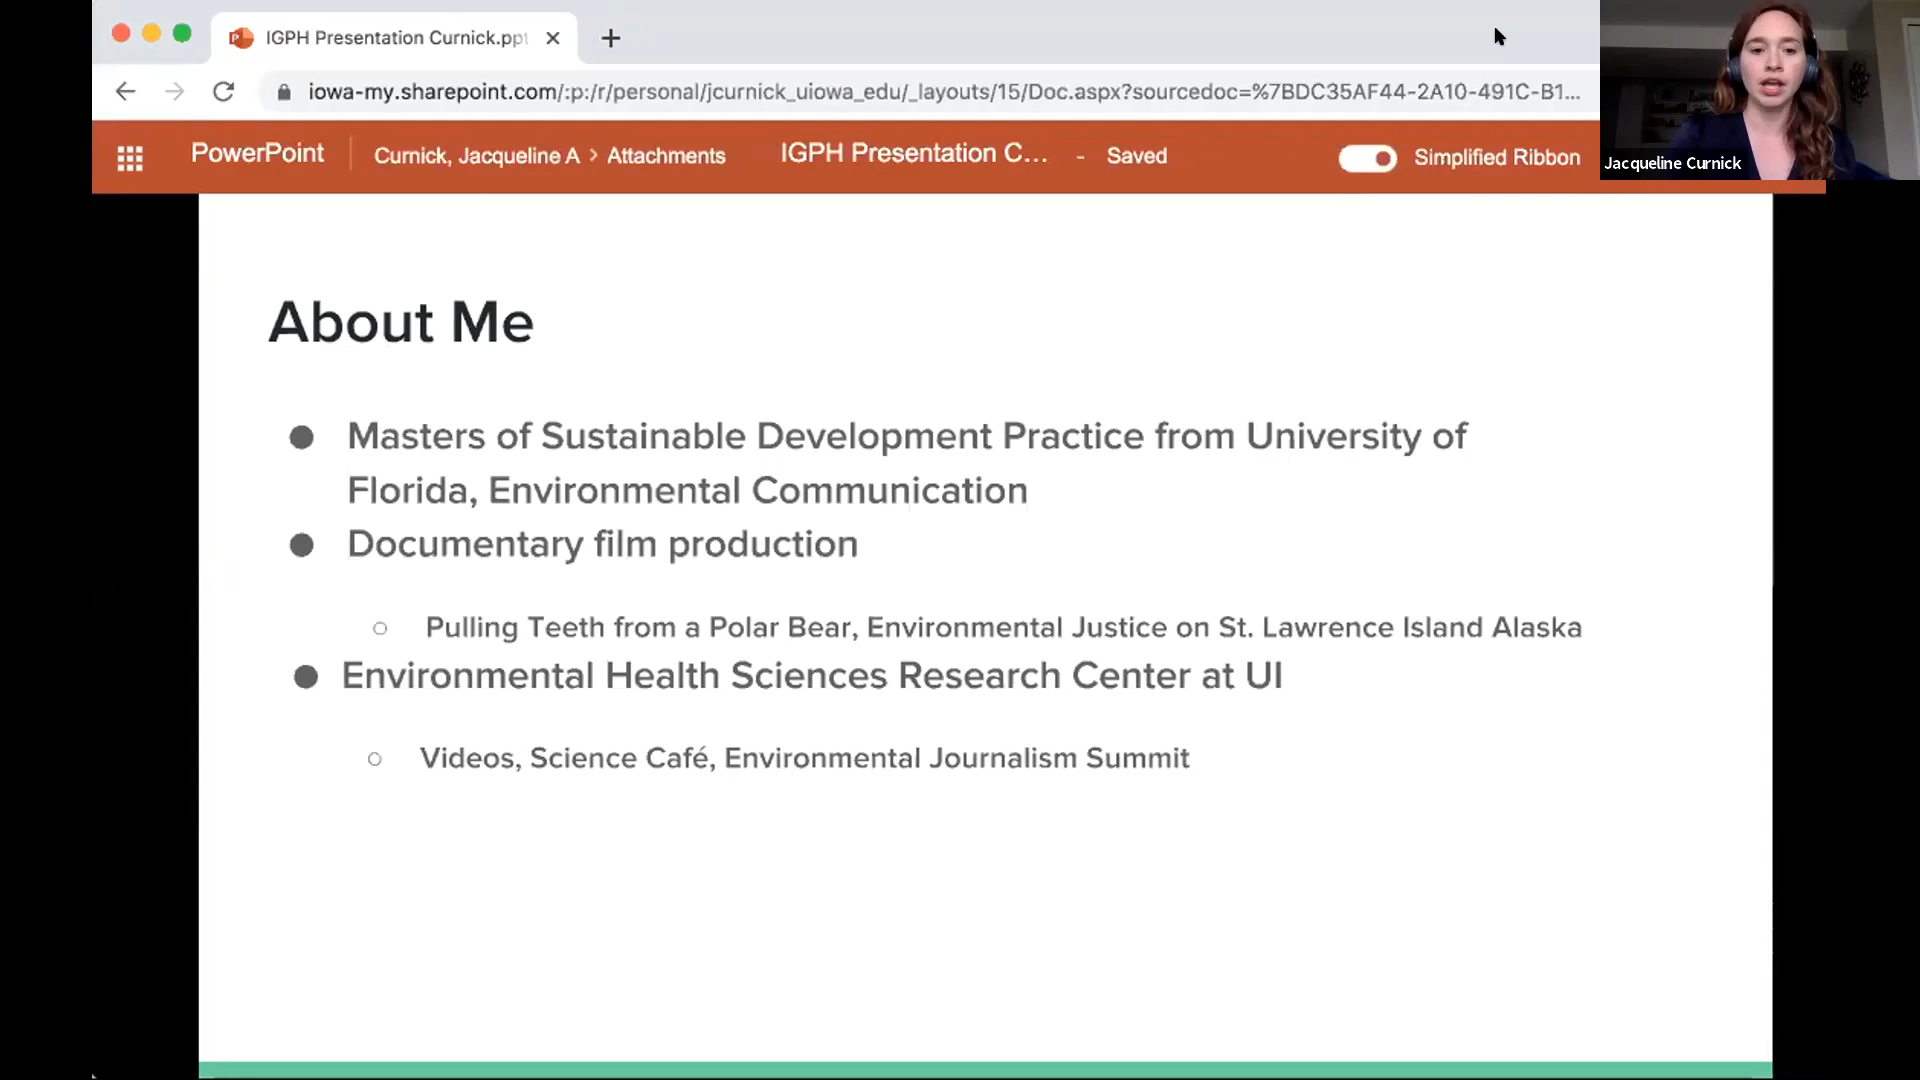 IGPH Presentation Curnick.ppt
iowa-my.sharepoint.com/:p:/r/personal/jcurnick_uiowa_edu/_layouts/15/Doc.aspx?sourcedoc=%7BDC35AF44-2A10-491C-B1...
PowerPoint Curnick, Jacqueline A > Attachments IGPH Presentation C... - Saved Simplified Ribbon
Jacqueline Curnick
About Me
● Masters of Sustainable Development Practice from University of
Florida, Environmental Communication
● Documentary film production
○ Pulling Teeth from a Polar Bear, Environmental Justice on St. Lawrence Island Alaska
● Environmental Health Sciences Research Center at UI
○ Videos, Science Café, Environmental Journalism Summit